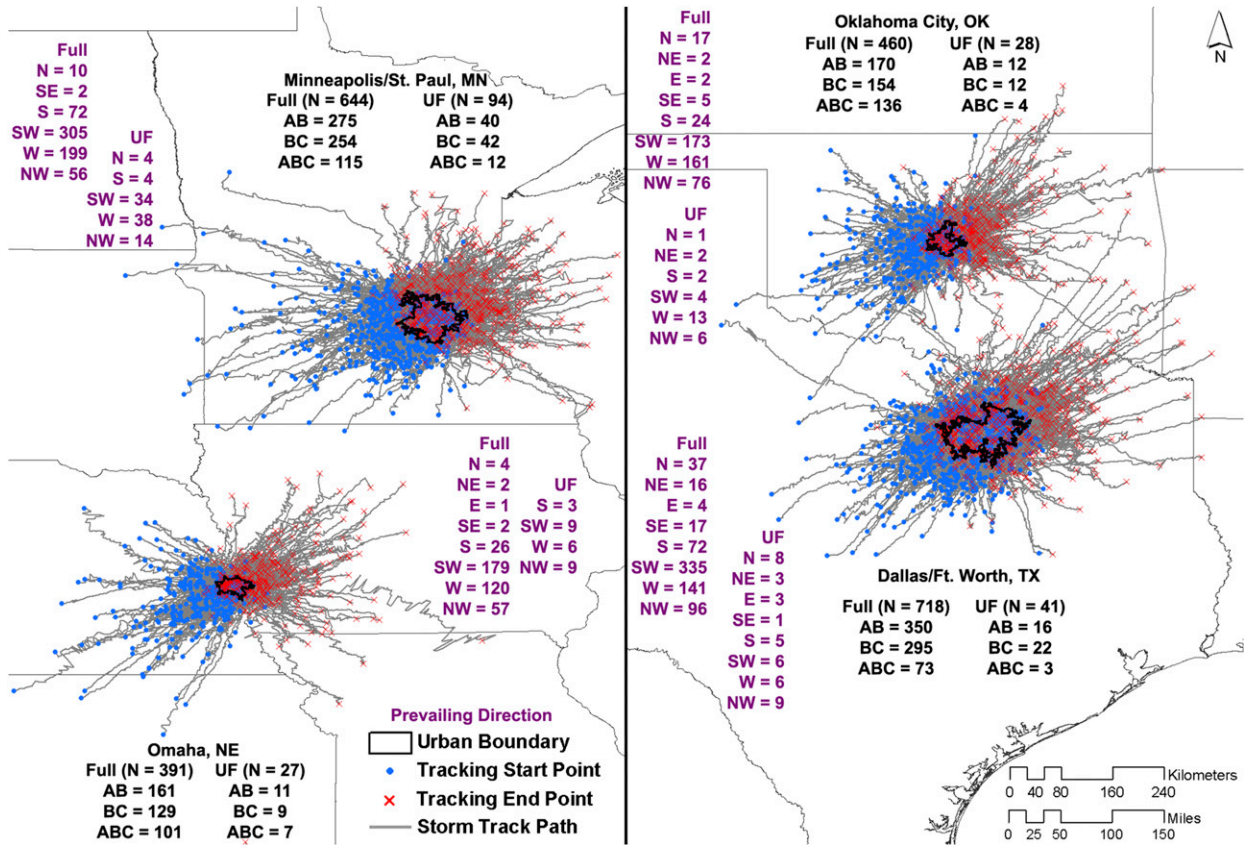 Full
N = 10
SE = 2
S = 72
SW = 305
W = 199
NW = 56
UF
N = 4
S = 4
SW = 34
W = 38
NW = 14
Minneapolis/St. Paul, MN
Full (N = 644) UF (N = 94)
AB = 275 AB = 40
BC = 254 BC = 42
ABC = 115 ABC = 12
Full
N = 4
NE = 2
E = 1
SE = 2
S = 26
SW = 179
W = 120
NW = 57
UF
S = 3
SW = 9
W = 6
NW = 9
Omaha, NE
Full (N = 391) UF (N = 27)
AB = 161 AB = 11
BC = 129 BC = 9
ABC = 101 ABC = 7
Prevailing Direction
Urban Boundary
Tracking Start Point
Tracking End Point
Storm Track Path
Full
N = 17
NE = 2
E = 2
SE = 5
S = 24
SW = 173
W = 161
NW = 76
UF
N = 1
NE = 2
S = 2
SW = 4
W = 13
NW = 6
Oklahoma City, OK
Full (N = 460) UF (N = 28)
AB = 170 AB = 12
BC = 154 BC = 12
ABC = 136 ABC = 4
N
Full
N = 37
NE = 16
E = 4
SE = 17
S = 72
SW = 335
W = 141
NW = 96
UF
N = 8
NE = 3
E = 3
SE = 1
S = 5
SW = 6
W = 6
NW = 9
Dallas/Ft. Worth, TX
Full (N = 718) UF (N = 41)
AB = 350 AB = 16
BC = 295 BC = 22
ABC = 73 ABC = 3
Kilometers
0 40 80 160 240
Miles
0 25 50 100 150